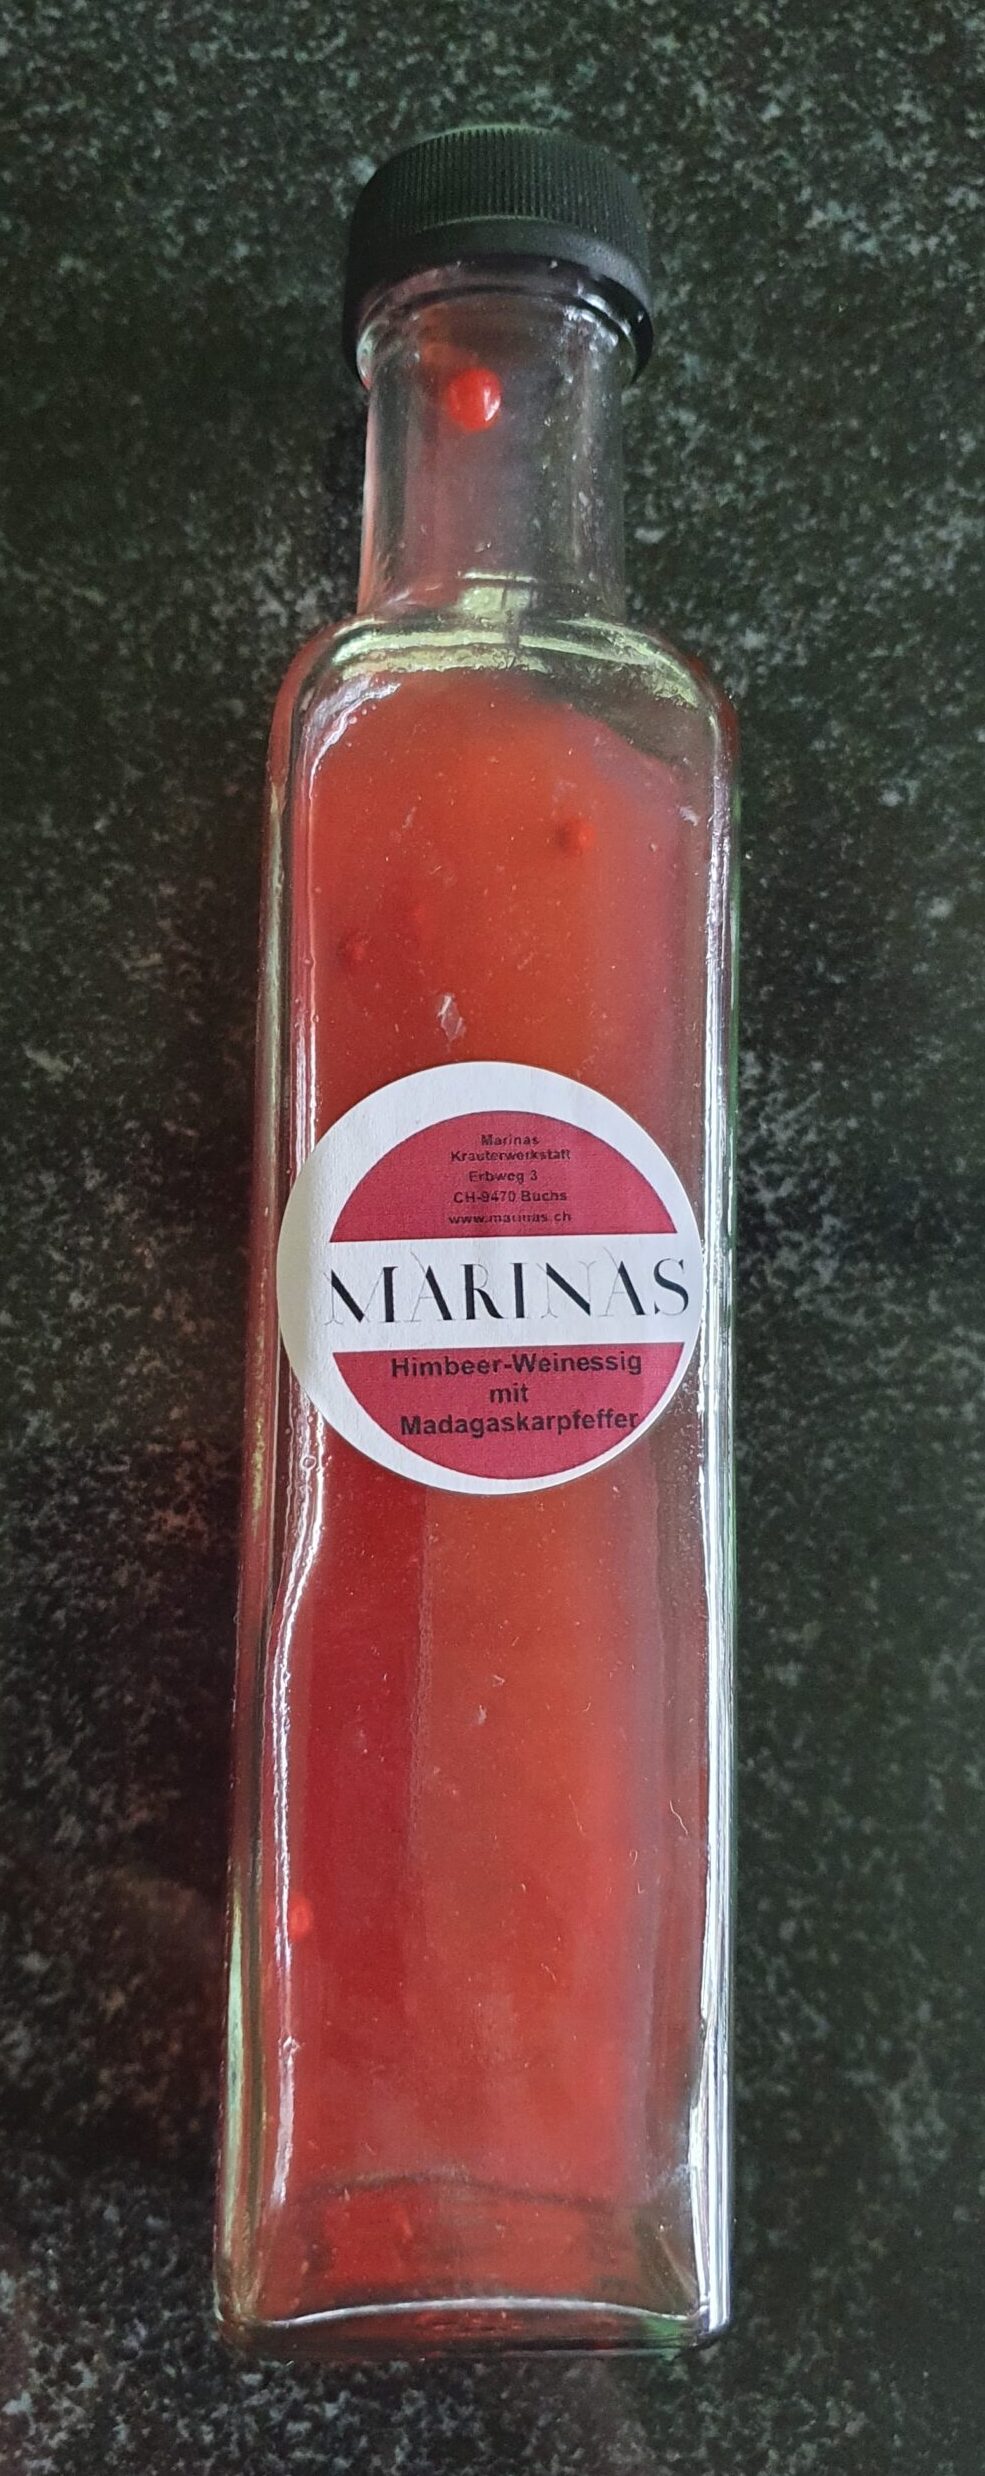 Marinas
Kräuterwerkstatt
Erbweg 3
CH-9470 Buchs
www.marinas.ch
MARINAS
Himbeer-Weinessig
mit
Madagaskarpfeffer